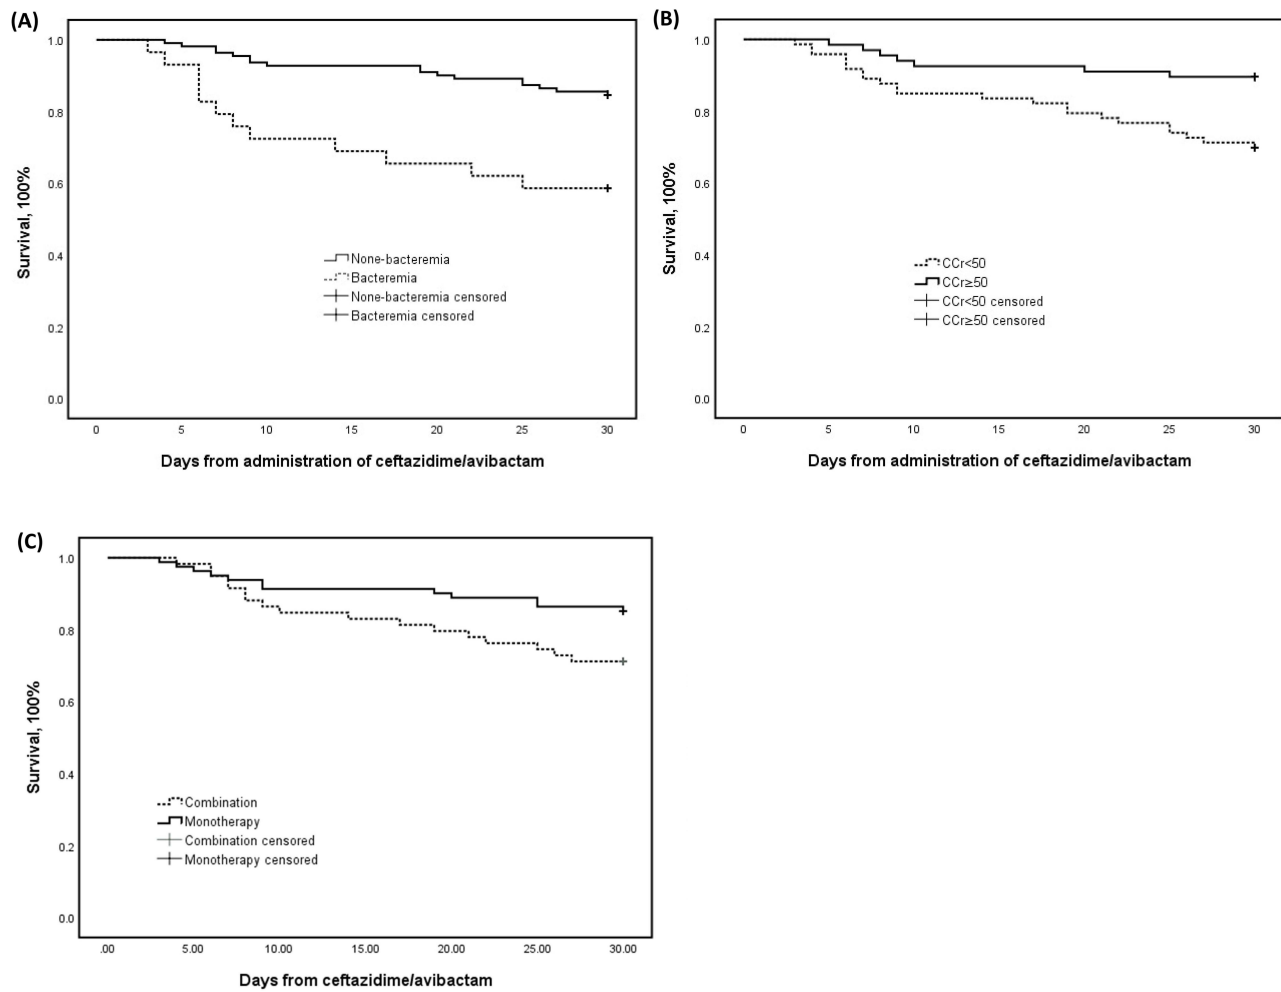 (A)
1.0
0.8
0.6
0.4
0.2
0.0
Survival, 100%
None-bacteremia
Bacteremia
None-bacteremia censored
Bacteremia censored
0 5 10 15 20 25 30
Days from administration of ceftazidime/avibactam
(B)
1.0
0.8
0.6
0.4
0.2
0.0
Survival, 100%
CCr<50
CCr≥50
CCr<50 censored
CCr≥50 censored
0 5 10 15 20 25 30
Days from administration of ceftazidime/avibactam
(C)
1.0
0.8
0.6
0.4
0.2
0.0
Survival, 100%
Combination
Monotherapy
Combination censored
Monotherapy censored
.00 5.00 10.00 15.00 20.00 25.00 30.00
Days from ceftazidime/avibactam